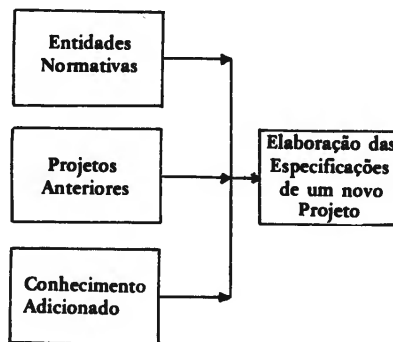 Entidades
Normativas
Projetos
Anteriores
Elaboração das
Especificações
de um novo
Projeto
Conhecimento
Adicionado